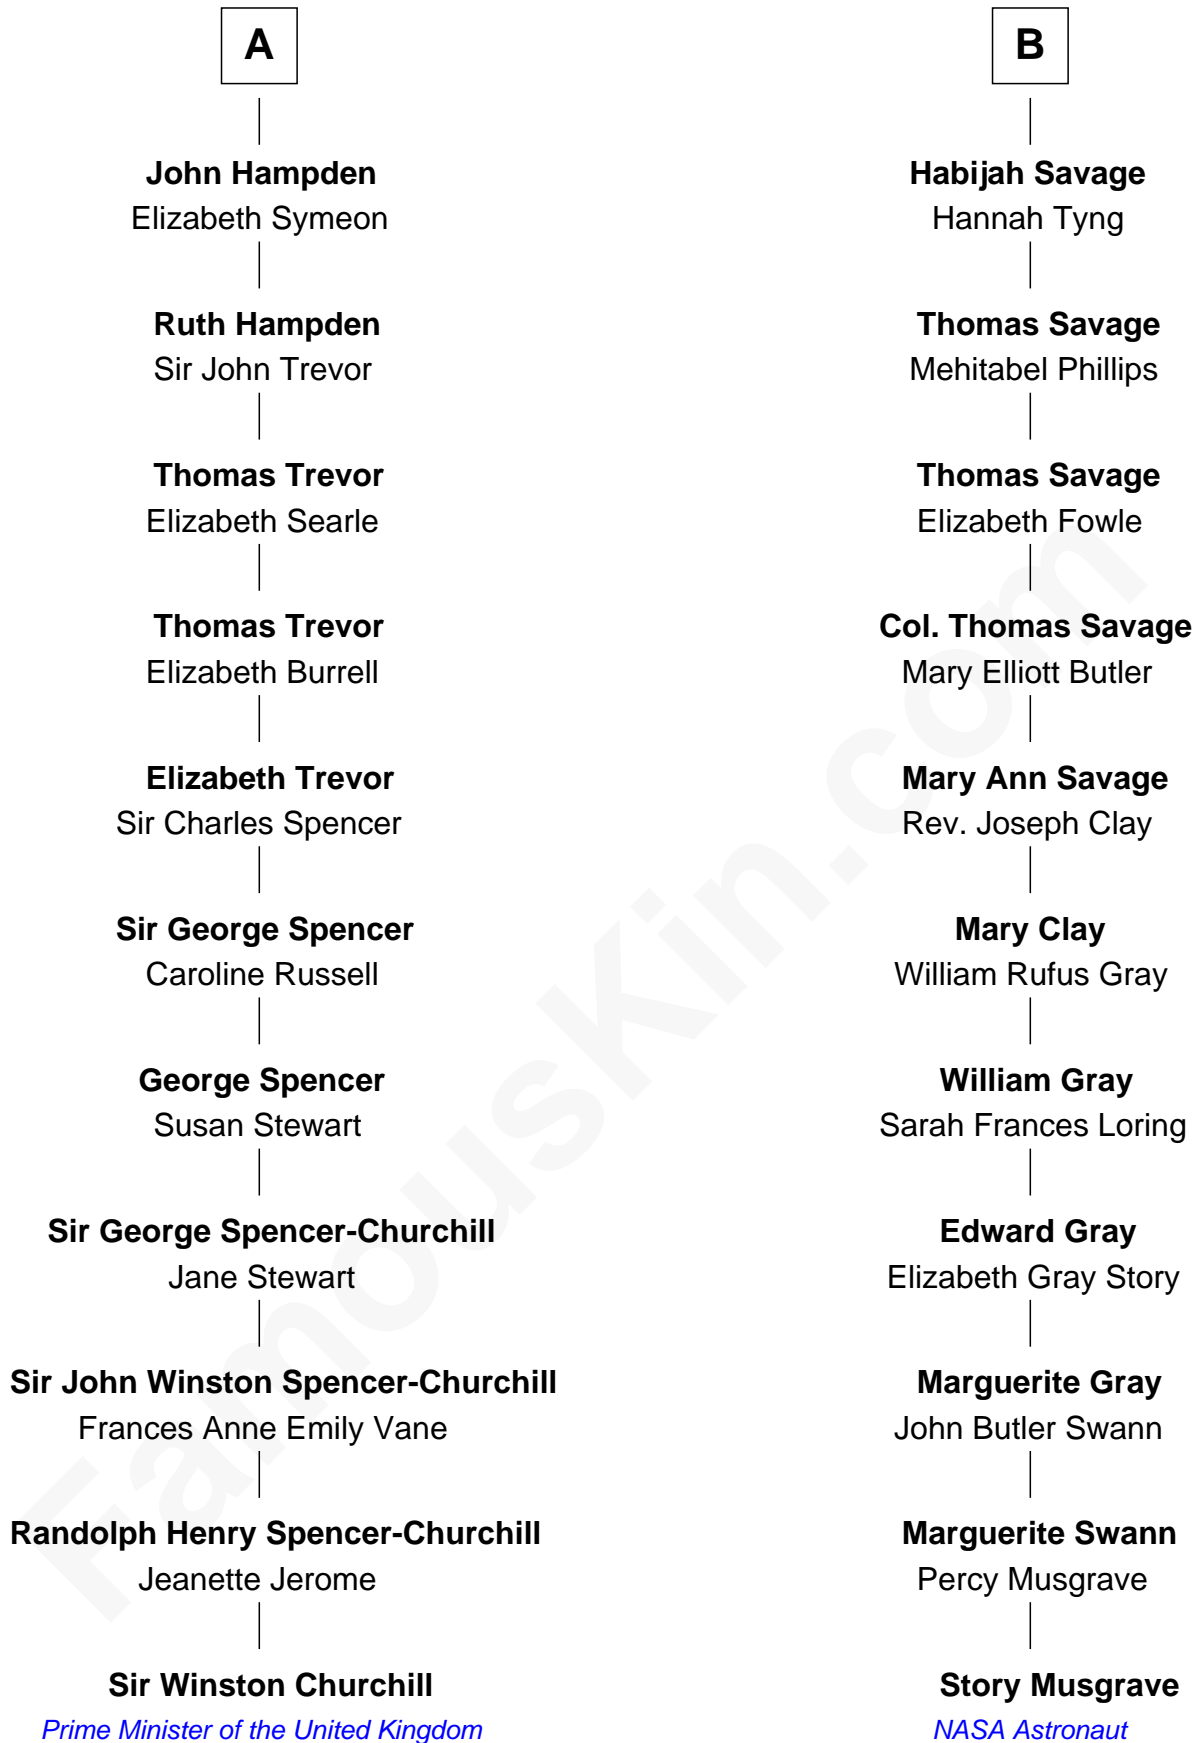 A
John Hampden
Elizabeth Symeon
Ruth Hampden
Sir John Trevor
Thomas Trevor
Elizabeth Searle
Thomas Trevor
Elizabeth Burrell
Elizabeth Trevor
Sir Charles Spencer
Sir George Spencer
Caroline Russell
George Spencer
Susan Stewart
Sir George Spencer-Churchill
Jane Stewart
Sir John Winston Spencer-Churchill
Frances Anne Emily Vane
Randolph Henry Spencer-Churchill
Jeanette Jerome
Sir Winston Churchill
Prime Minister of the United Kingdom
B
Habijah Savage
Hannah Tyng
Thomas Savage
Mehitabel Phillips
Thomas Savage
Elizabeth Fowle
Col. Thomas Savage
Mary Elliott Butler
Mary Ann Savage
Rev. Joseph Clay
Mary Clay
William Rufus Gray
William Gray
Sarah Frances Loring
Edward Gray
Elizabeth Gray Story
Marguerite Gray
John Butler Swann
Marguerite Swann
Percy Musgrave
Story Musgrave
NASA Astronaut
FamousKin.com